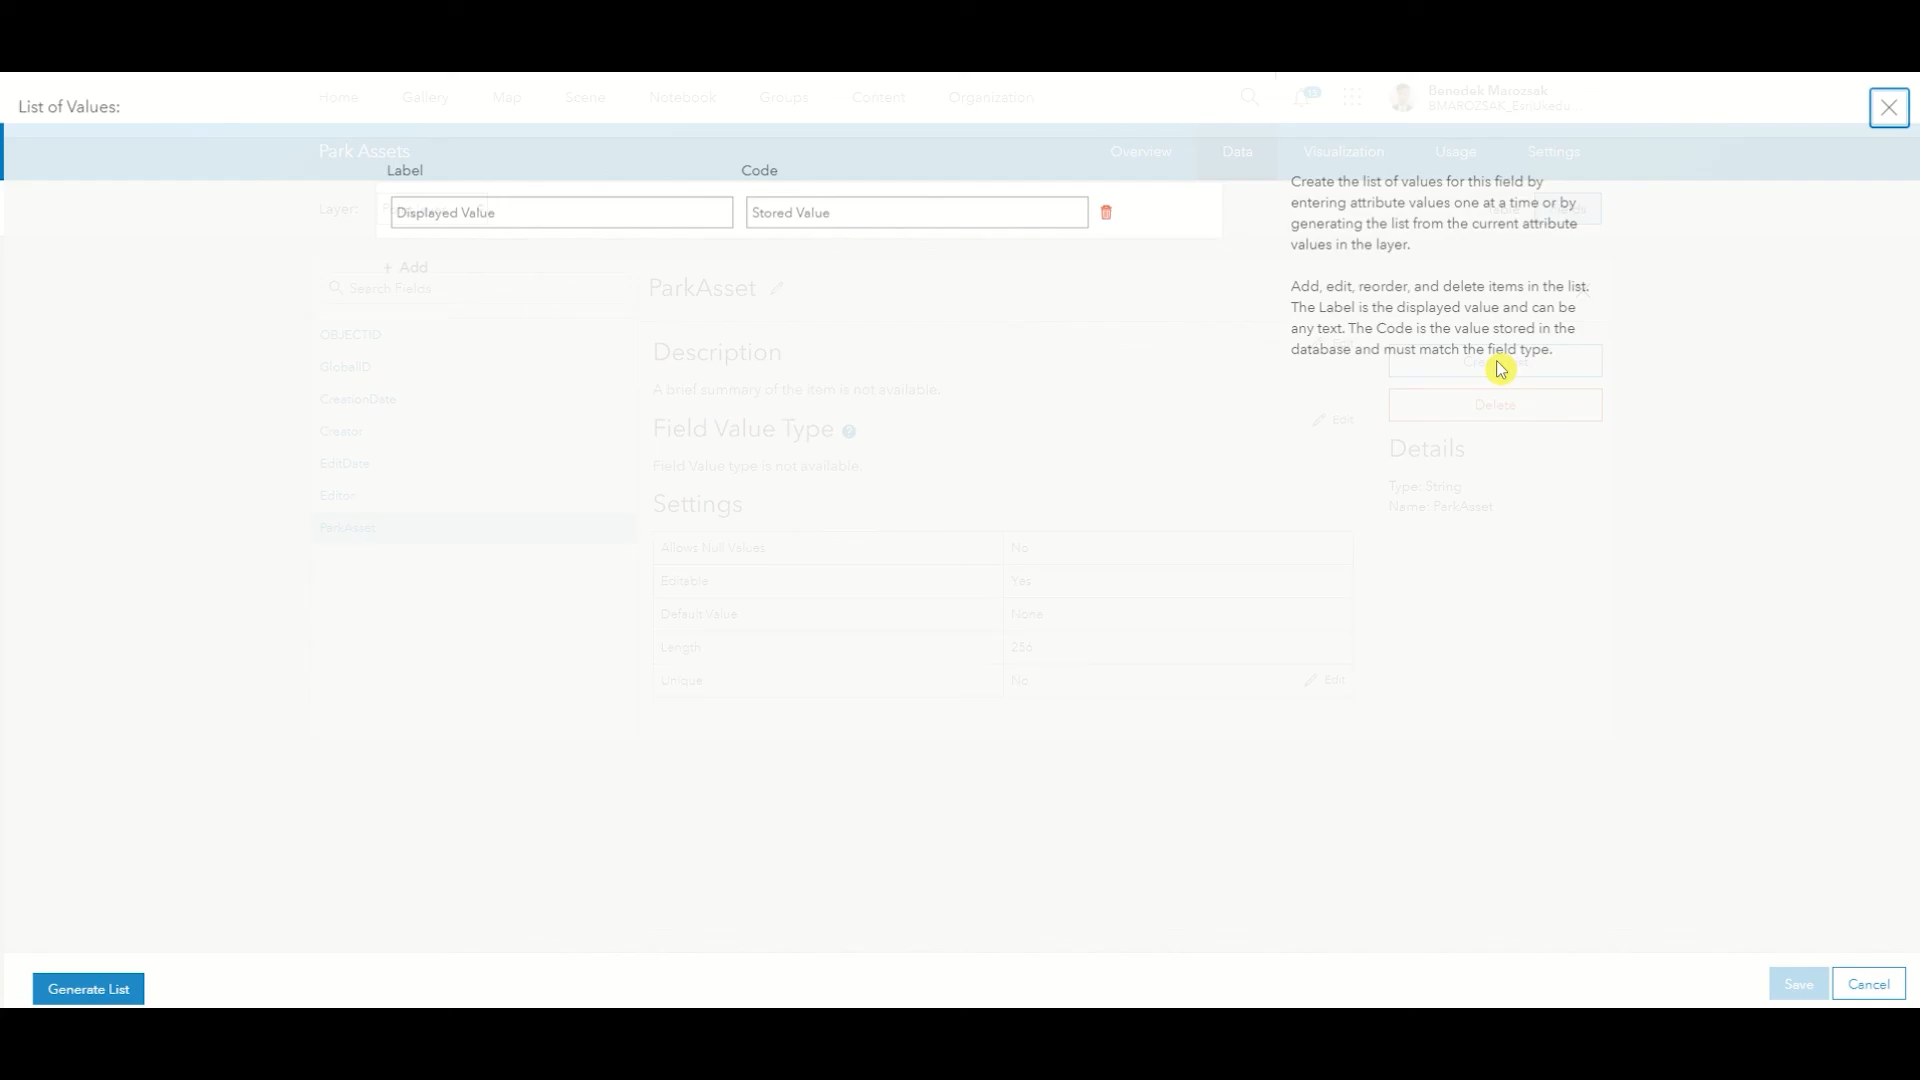 Home Gallery Map Scene Notebook Groups Content Organization
12
Benedek Marozsak
BMAROZSAK_EsriUkedu...
List of Values:
Park Assets
Overview Data Visualization Usage Settings
Label Code
Layer:
Displayed Value Stored Value
Table Fields
Create the list of values for this field by
entering attribute values one at a time or by
generating the list from the current attribute
values in the layer.
+ Add
Search Fields
ParkAsset
Add, edit, reorder, and delete items in the list.
The Label is the displayed value and can be
any text. The Code is the value stored in the
database and must match the field type.
OBJECTID
GlobalID
CreationDate
Creator
EditDate
Editor
ParkAsset
Description
Edit
A brief summary of the item is not available.
Field Value Type ?
Edit
Field Value type is not available.
Settings
Allows Null Values No
Editable Yes
Default Value None
Length 256
Unique No Edit
Delete
Details
Type: String
Name: ParkAsset
Generate List
Save Cancel